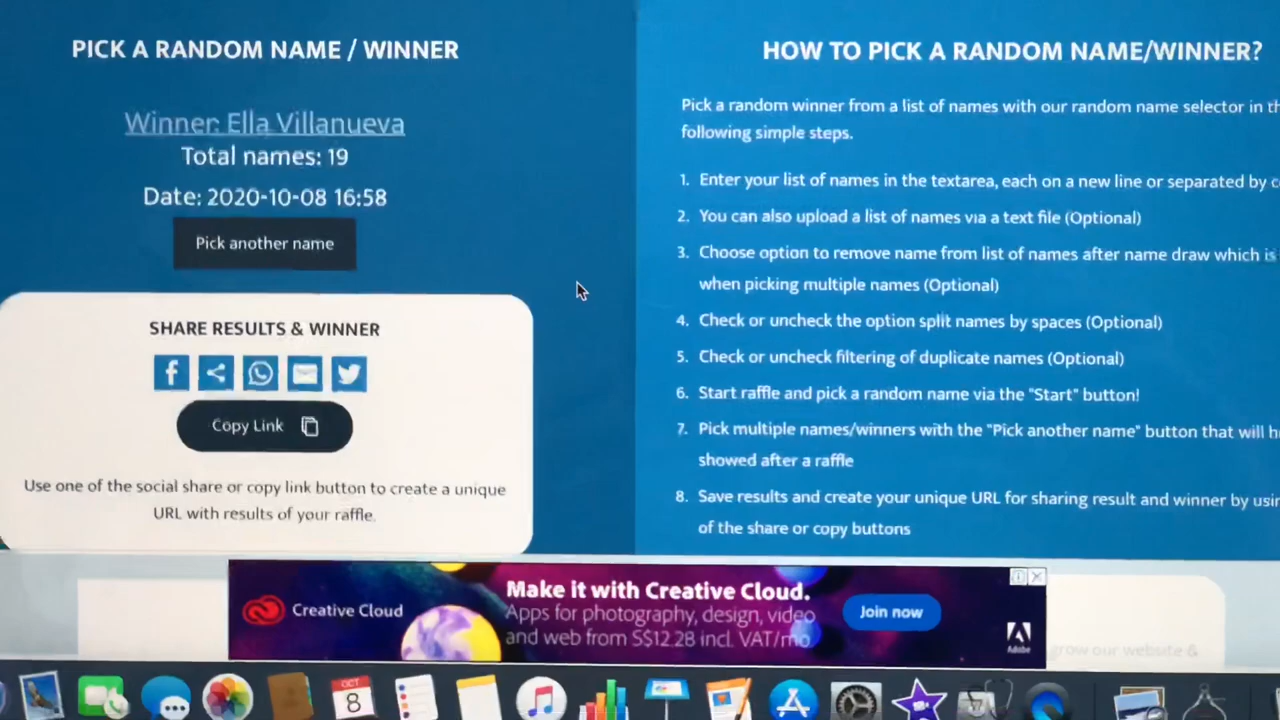 PICK A RANDOM NAME / WINNER
Winner: Ella Villanueva
Total names: 19
Date: 2020-10-08 16:58
Pick another name
SHARE RESULTS & WINNER
Copy Link
Use one of the social share or copy link button to create a unique
URL with results of your raffle.
HOW TO PICK A RANDOM NAME/WINNER?
Pick a random winner from a list of names with our random name selector in
following simple steps.
1. Enter your list of names in the textarea, each on a new line or separated by
2. You can also upload a list of names via a text file (Optional)
3. Choose option to remove name from list of names after name draw which is
when picking multiple names (Optional)
4. Check or uncheck the option split names by spaces (Optional)
5. Check or uncheck filtering of duplicate names (Optional)
6. Start raffle and pick a random name via the "Start" button!
7. Pick multiple names/winners with the "Pick another name" button that will
showed after a raffle
8. Save results and create your unique URL for sharing result and winner by
of the share or copy buttons
Creative Cloud
Make it with Creative Cloud.
Apps for photography, design, video
and web from S$12.28 incl. VAT/mo.
Join now
Adobe
grow our website &
OCT
8